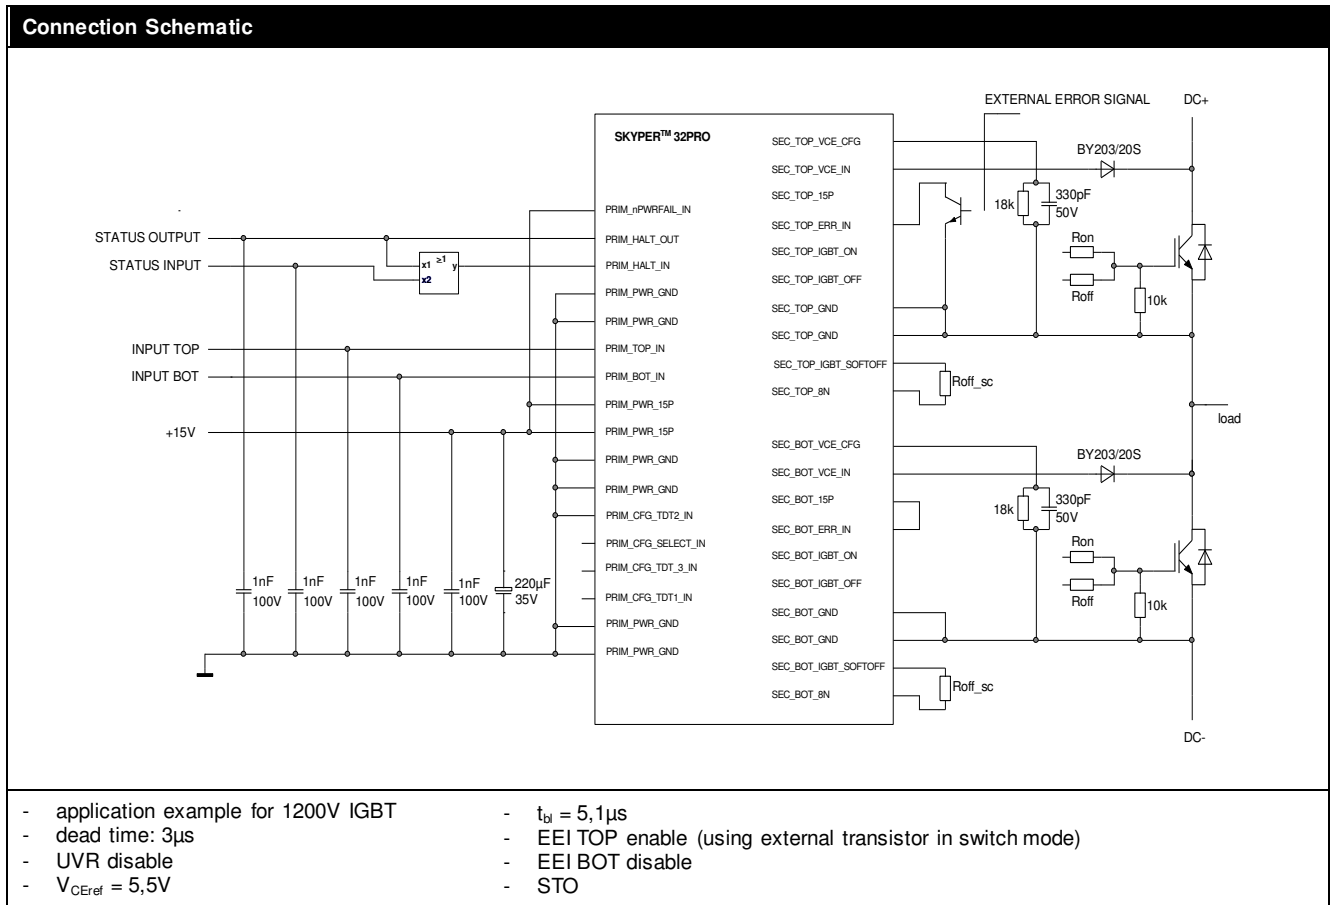 Connection Schematic
EXTERNAL ERROR SIGNAL
DC+
SKYPER™ 32PRO
SEC_TOP_VCE_CFG
BY203/20S
SEC_TOP_VCE_IN
18k
330pF
50V
SEC_TOP_15P
PRIM_nPWRFAIL_IN
SEC_TOP_ERR_IN
STATUS OUTPUT
PRIM_HALT_OUT
SEC_TOP_IGBT_ON
Ron
STATUS INPUT
x1 ≥1 y
x2
PRIM_HALT_IN
SEC_TOP_IGBT_OFF
Roff
10k
PRIM_PWR_GND
SEC_TOP_GND
PRIM_PWR_GND
SEC_TOP_GND
INPUT TOP
PRIM_TOP_IN
SEC_TOP_IGBT_SOFTOFF
Roff_sc
INPUT BOT
PRIM_BOT_IN
SEC_TOP_8N
PRIM_PWR_15P
load
+15V
PRIM_PWR_15P
SEC_BOT_VCE_CFG
BY203/20S
PRIM_PWR_GND
SEC_BOT_VCE_IN
PRIM_PWR_GND
SEC_BOT_15P
18k
330pF
50V
PRIM_CFG_TDT2_IN
SEC_BOT_ERR_IN
PRIM_CFG_SELECT_IN
SEC_BOT_IGBT_ON
Ron
PRIM_CFG_TDT_3_IN
SEC_BOT_IGBT_OFF
Roff
10k
1nF
100V
1nF
100V
1nF
100V
1nF
100V
1nF
100V
220µF
35V
PRIM_CFG_TDT1_IN
SEC_BOT_GND
PRIM_PWR_GND
SEC_BOT_GND
PRIM_PWR_GND
SEC_BOT_IGBT_SOFTOFF
Roff_sc
SEC_BOT_8N
DC-
- application example for 1200V IGBT
- dead time: 3µs
- UVR disable
- VCEref = 5,5V
- tbl = 5,1µs
- EEI TOP enable (using external transistor in switch mode)
- EEI BOT disable
- STO